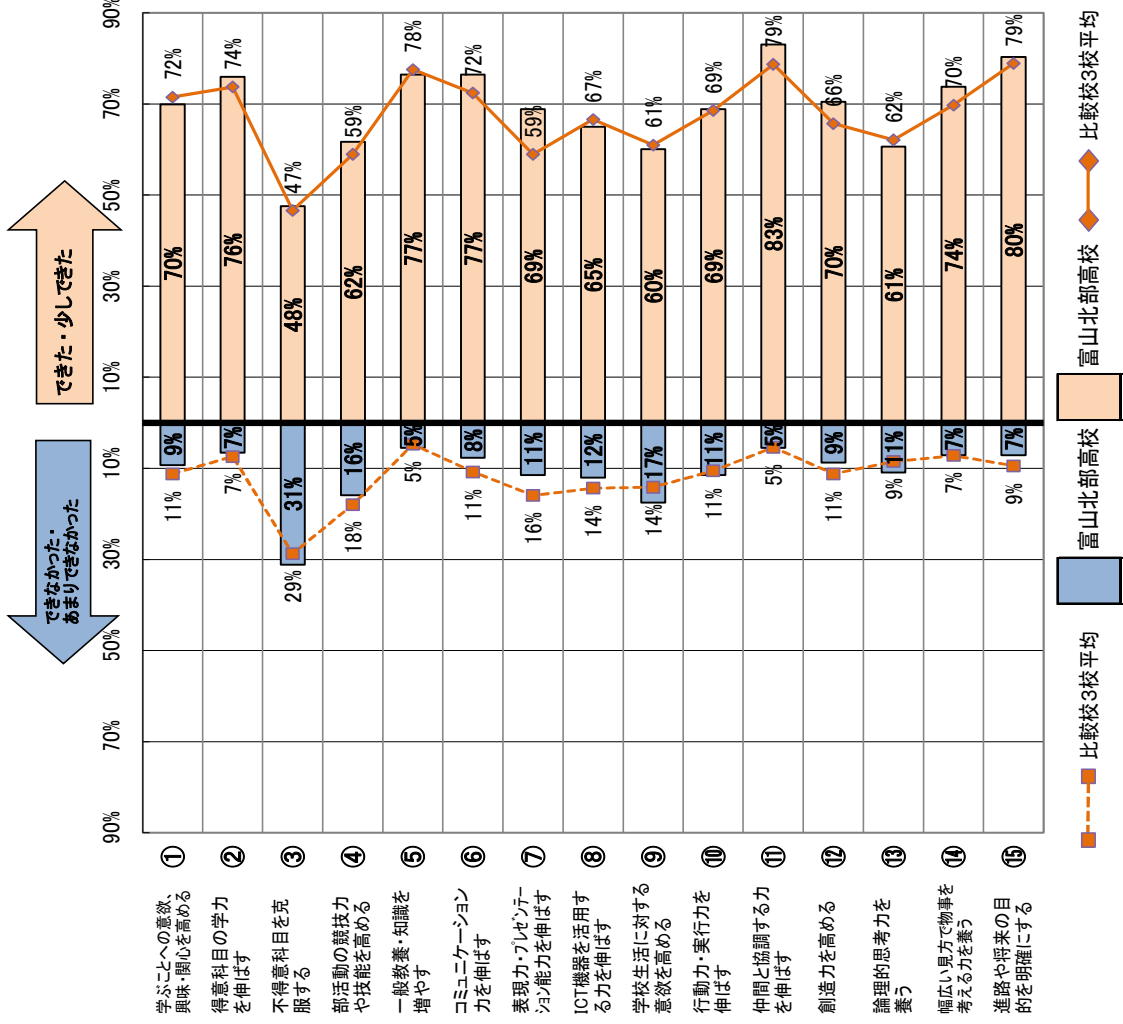 できた・少しできた
できなかった・
あまりできなかった
90%
70%
50%
30%
10%
10%
30%
50%
70%
90%
72%
74%
47%
59%
78%
72%
59%
67%
61%
69%
79%
66%
62%
70%
79%
70%
76%
48%
62%
77%
77%
69%
65%
60%
69%
83%
70%
61%
74%
80%
9%
7%
31%
16%
5%
8%
11%
12%
17%
11%
5%
9%
11%
7%
7%
11%
7%
29%
18%
5%
11%
16%
14%
14%
11%
5%
11%
9%
7%
9%
① 学ぶことへの意欲、
興味・関心を高める
② 得意科目の学力
を伸ばす
③ 不得意科目を克
服する
④ 部活動の競技力
や技能を高める
⑤ 一般教養・知識を
増やす
⑥ コミュニケーション
力を伸ばす
⑦ 表現力・プレゼンテー
ション能力を伸ばす
⑧ ICT機器を活用す
る力を伸ばす
⑨ 学校生活に対する
意欲を高める
⑩ 行動力・実行力を
伸ばす
⑪ 仲間と協調する力
を伸ばす
⑫ 創造力を高める
⑬ 論理的思考力を
養う
⑭ 幅広い見方で物事を
考える力を養う
⑮ 進路や将来の目
的を明確にする
比較校3校平均
富山北部高校
富山北部高校
比較校3校平均